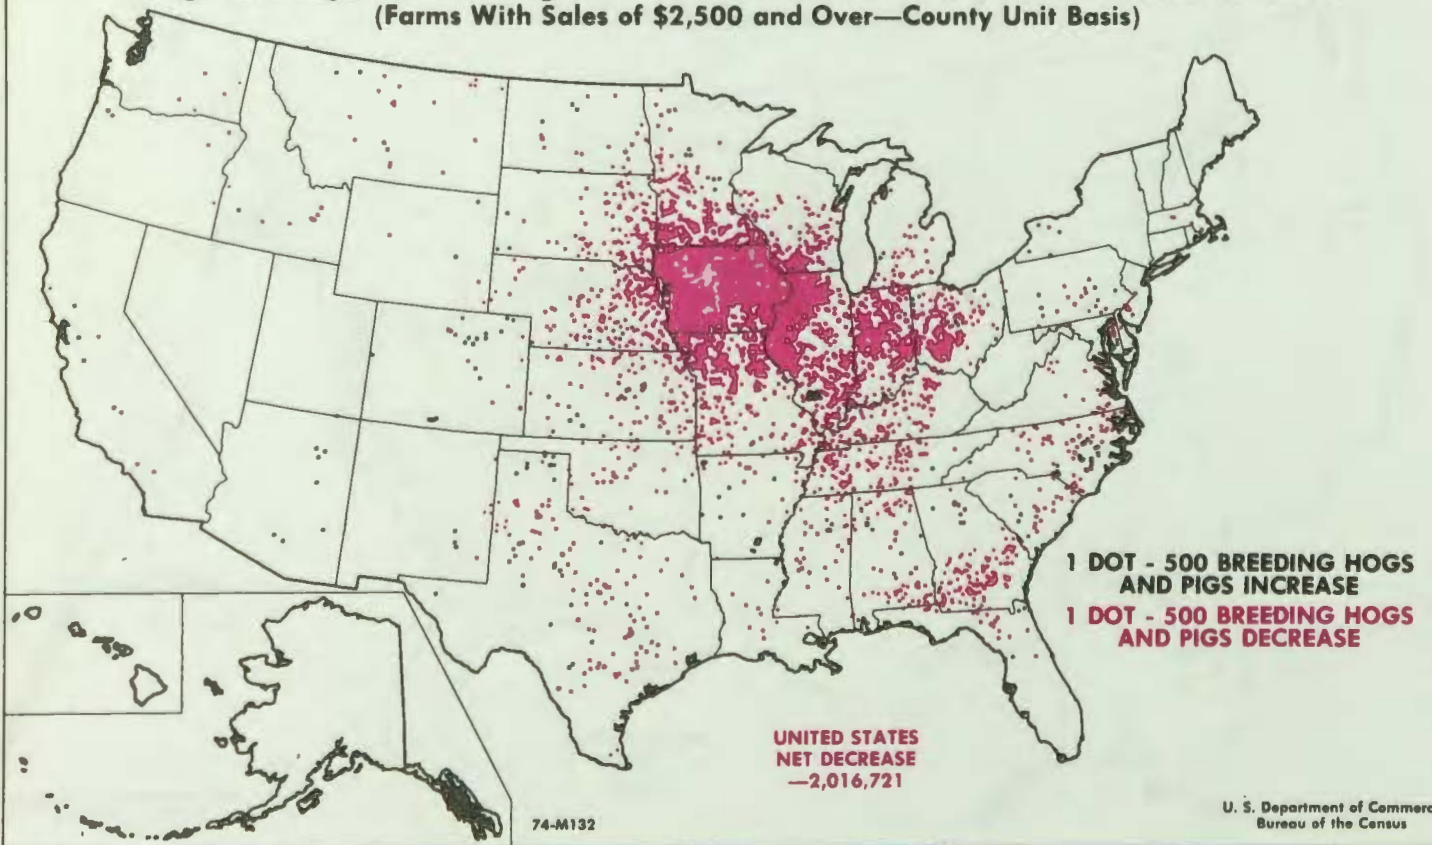 (Farms With Sales of $2,500 and Over—County Unit Basis)
1 DOT - 500 BREEDING HOGS
AND PIGS INCREASE
1 DOT - 500 BREEDING HOGS
AND PIGS DECREASE
UNITED STATES
NET DECREASE
—2,016,721
74-M132
U. S. Department of Commerc
Bureau of the Census